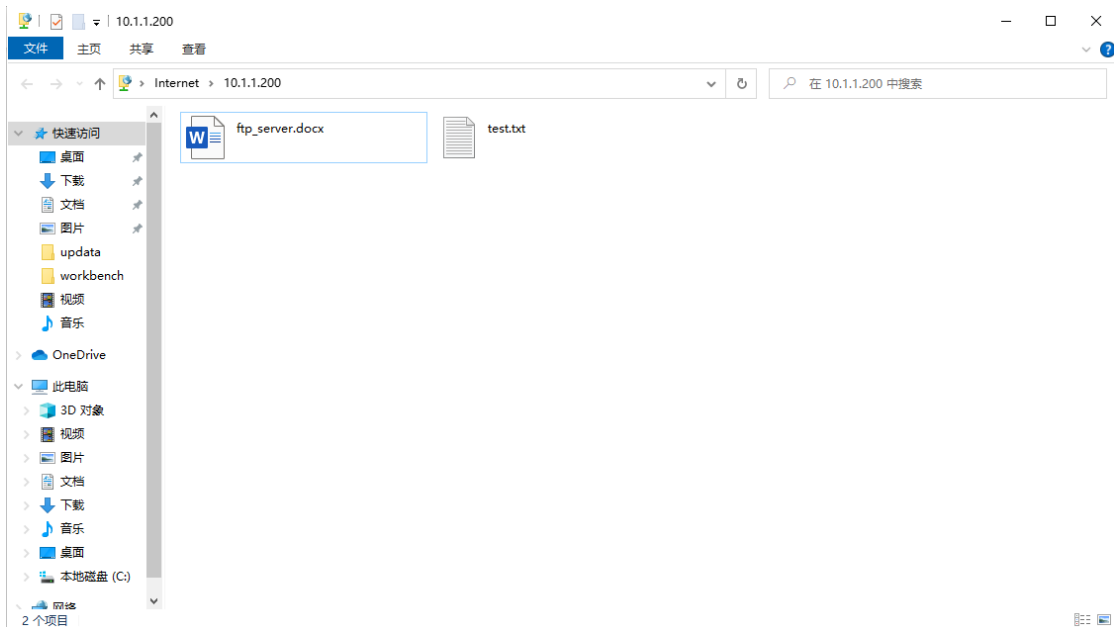 10.1.1.200
文件 主页 共享 查看
Internet 10.1.1.200 在 10.1.1.200 中搜索
快速访问
桌面
下载
文档
图片
updata
workbench
视频
音乐
OneDrive
此电脑
3D 对象
视频
图片
文档
下载
音乐
桌面
本地磁盘 (C:)
网络
ftp_server.docx
test.txt
2 个项目